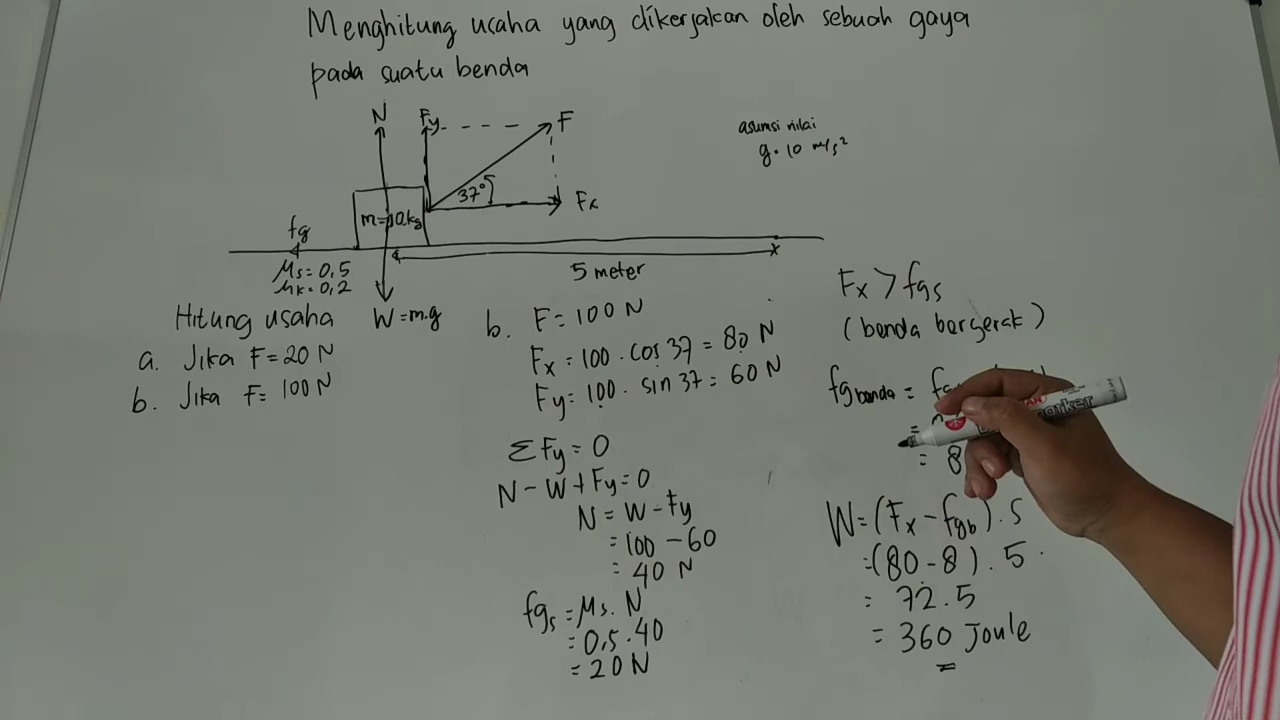 Menghitung usaha yang dikerjakan oleh sebuah gaya
pada suatu benda
N
Fy
F
37°
Fx
m=10kg
asumsi nilai
g = 10 m/s²
fg
μs = 0,5
μk = 0,2
5 meter
W = m.g
Hitung usaha
a. Jika F = 20 N
b. Jika F = 100 N
b. F = 100 N
Fx = 100 . cos 37 = 80 N
Fy = 100 . sin 37 = 60 N
ΣFy = 0
N - W + Fy = 0
N = W - Fy
= 100 - 60
= 40 N
fgs = μs. N
= 0,5 . 40
= 20 N
Fx > fgs
(benda bergerak)
fg benda =
=
= 8
W = (Fx - fgb) . S
= (80 - 8) . 5
= 72 . 5
= 360 Joule
marker